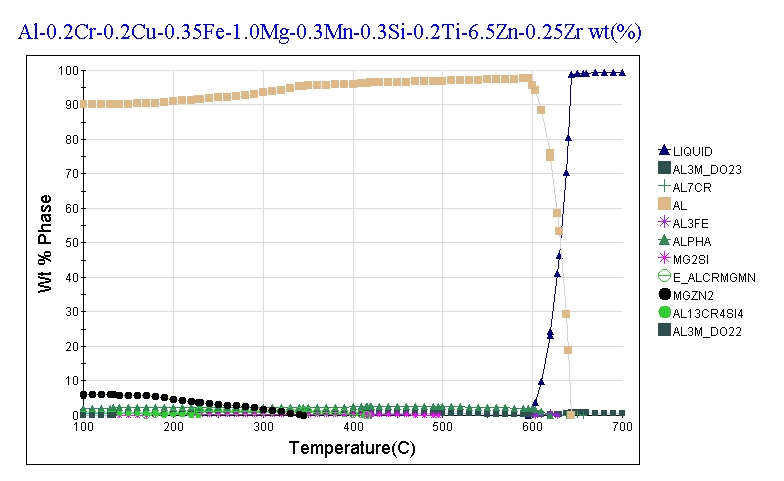 Al-0.2Cr-0.2Cu-0.35Fe-1.0Mg-0.3Mn-0.3Si-0.2Ti-6.5Zn-0.25Zr wt(%)
100
90
80
70
60
50
40
30
20
10
0
Wt % Phase
100 200 300 400 500 600 700
Temperature(C)
LIQUID
AL3M_DO23
AL7CR
AL
AL3FE
ALPHA
MG2SI
E_ALCRMGMN
MGZN2
AL13CR4SI4
AL3M_DO22